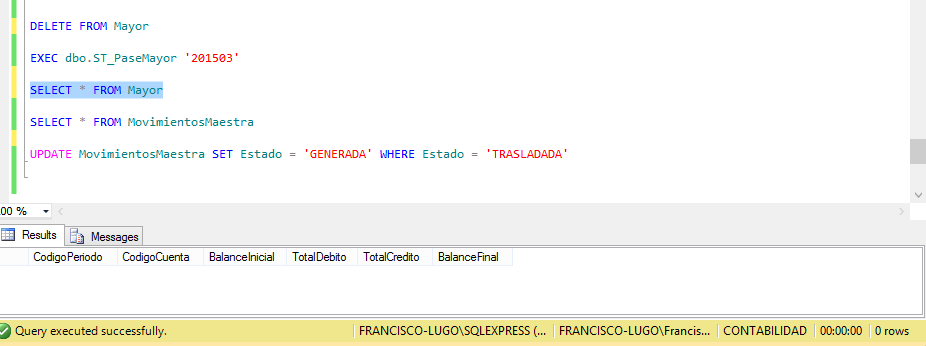 DELETE FROM Mayor
EXEC dbo.ST_PaseMayor '201503'
SELECT * FROM Mayor
SELECT * FROM MovimientosMaestra
UPDATE MovimientosMaestra SET Estado = 'GENERADA' WHERE Estado = 'TRASLADADA'
00 %
Results Messages
CodigoPeriodo CodigoCuenta BalanceInicial TotalDebito TotalCredito BalanceFinal
Query executed successfully. FRANCISCO-LUGO\SQLEXPRESS (... FRANCISCO-LUGO\Francis... CONTABILIDAD 00:00:00 0 rows